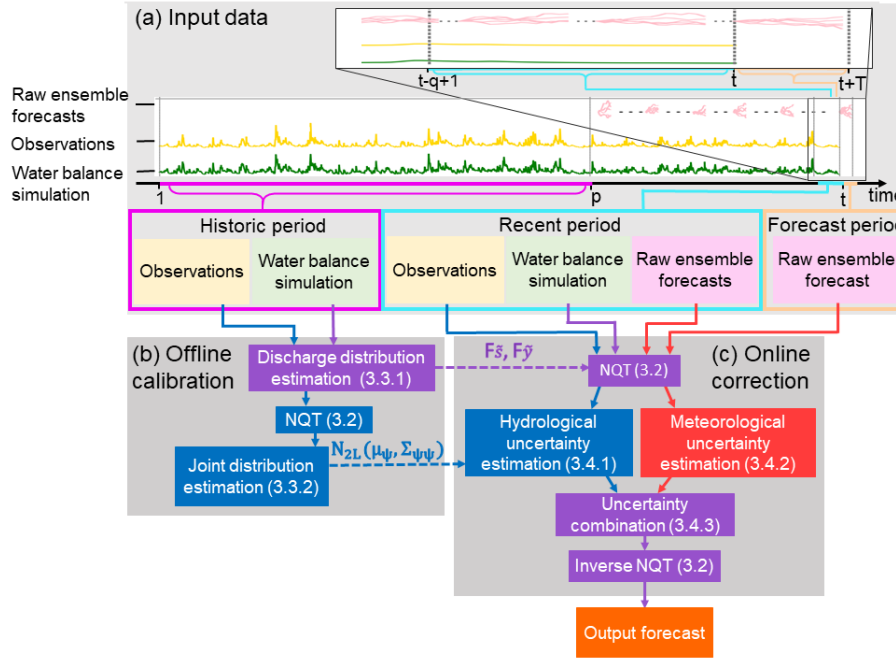 (a) Input data
t-q+1
t
t+T
Raw ensemble
forecasts
Observations
Water balance
simulation
1
p
t
time
Historic period
Recent period
Forecast period
Observations
Water balance
simulation
Observations
Water balance
simulation
Raw ensemble
forecasts
Raw ensemble
forecast
(b) Offline
calibration
Discharge distribution
estimation (3.3.1)
Fs̃, Fỹ
NQT (3.2)
(c) Online
correction
NQT (3.2)
Joint distribution
estimation (3.3.2)
N2L(μψ, Σψψ)
Hydrological
uncertainty
estimation (3.4.1)
Meteorological
uncertainty
estimation (3.4.2)
Uncertainty
combination (3.4.3)
Inverse NQT (3.2)
Output forecast